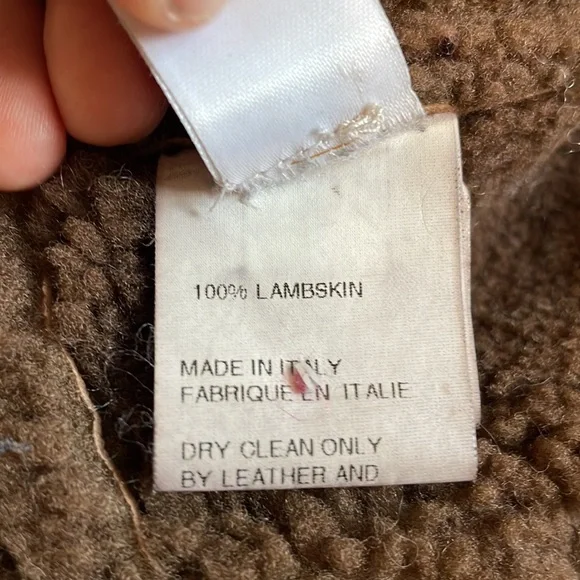 100% LAMBSKIN
MADE IN ITALY
FABRIQUE EN ITALIE
DRY CLEAN ONLY
BY LEATHER AND